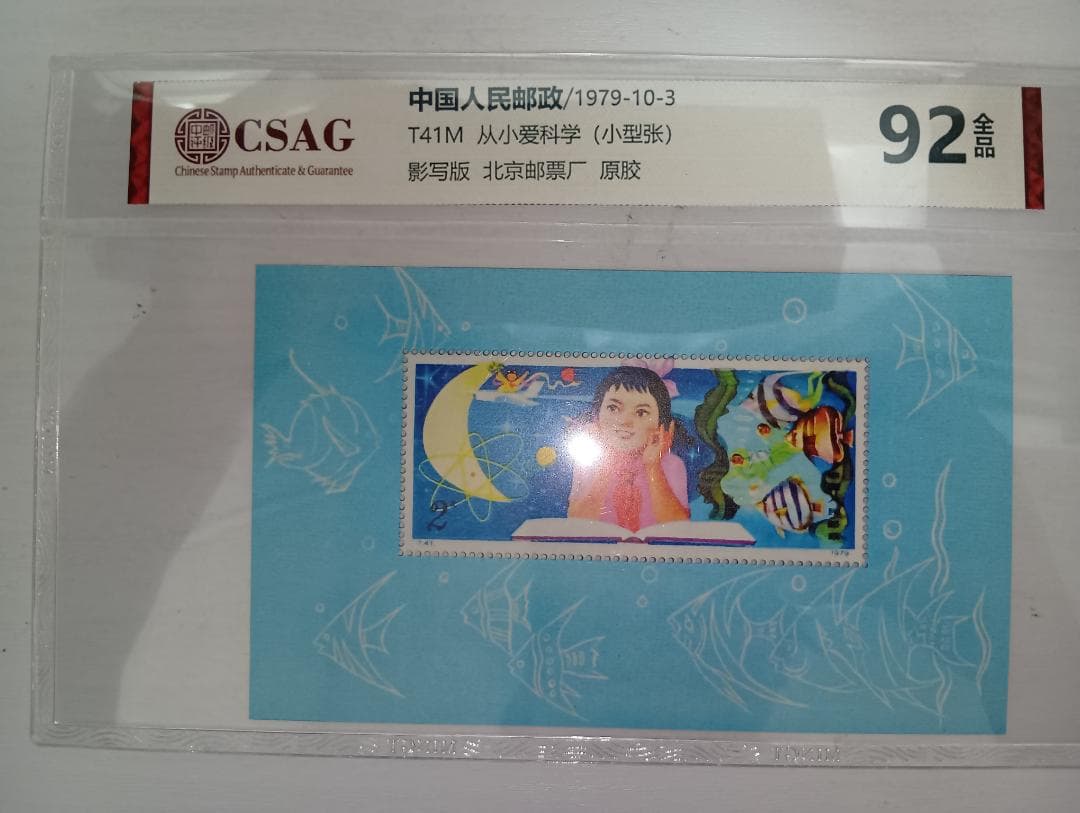 CSAG
Chinese Stamp Authenticate & Guarantee
中国人民邮政/1979-10-3
T41M 从小爱科学（小型张）
影写版 北京邮票厂 原胶
92 全品
2
T.41
1979